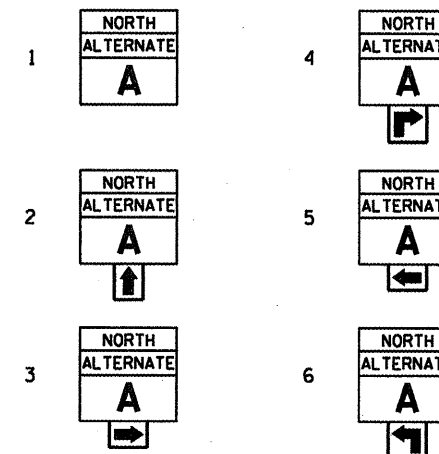 1
NORTH
ALTERNATE
A
2
NORTH
ALTERNATE
A
3
NORTH
ALTERNATE
A
4
NORTH
ALTERNAT
A
5
NORTH
ALTERNAT
A
6
NORTH
ALTERNAT
A